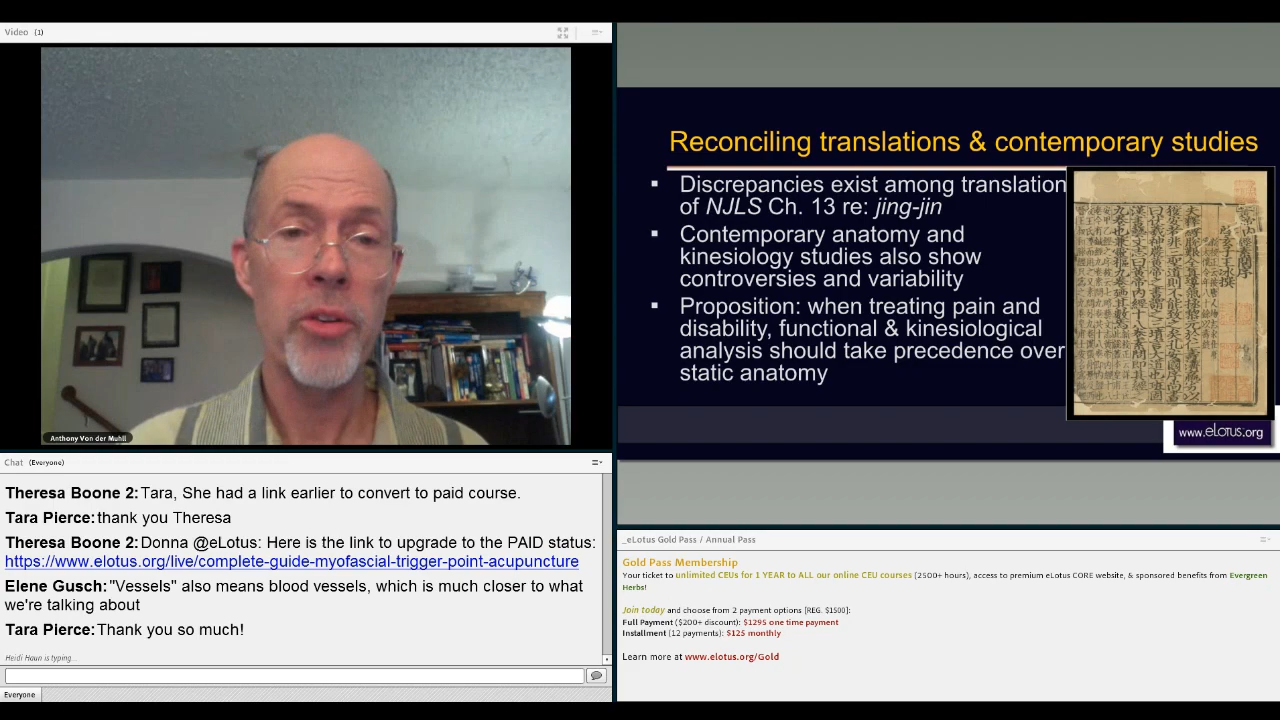 Video (1)
Anthony Von der Muhll
Reconciling translations & contemporary studies
Discrepancies exist among translation
of NJLS Ch. 13 re: jing-jin
Contemporary anatomy and
kinesiology studies also show
controversies and variability
Proposition: when treating pain and
disability, functional & kinesiological
analysis should take precedence over
static anatomy
www.eLotus.org
Chat (Everyone)
Theresa Boone 2: Tara, She had a link earlier to convert to paid course.
Tara Pierce: thank you Theresa
Theresa Boone 2: Donna @eLotus: Here is the link to upgrade to the PAID status:
https://www.elotus.org/live/complete-guide-myofascial-trigger-point-acupuncture
Elene Gusch: "Vessels" also means blood vessels, which is much closer to what
we're talking about
Tara Pierce: Thank you so much!
Heidi Haun is typing...
Everyone
_eLotus Gold Pass / Annual Pass
Gold Pass Membership
Your ticket to unlimited CEUs for 1 YEAR to ALL our online CEU courses (2500+ hours), access to premium eLotus CORE website, & sponsored benefits from Evergreen
Herbs!
Join today and choose from 2 payment options [REG. $1500]:
Full Payment ($200+ discount): $1295 one time payment
Installment (12 payments): $125 monthly
Learn more at www.elotus.org/Gold